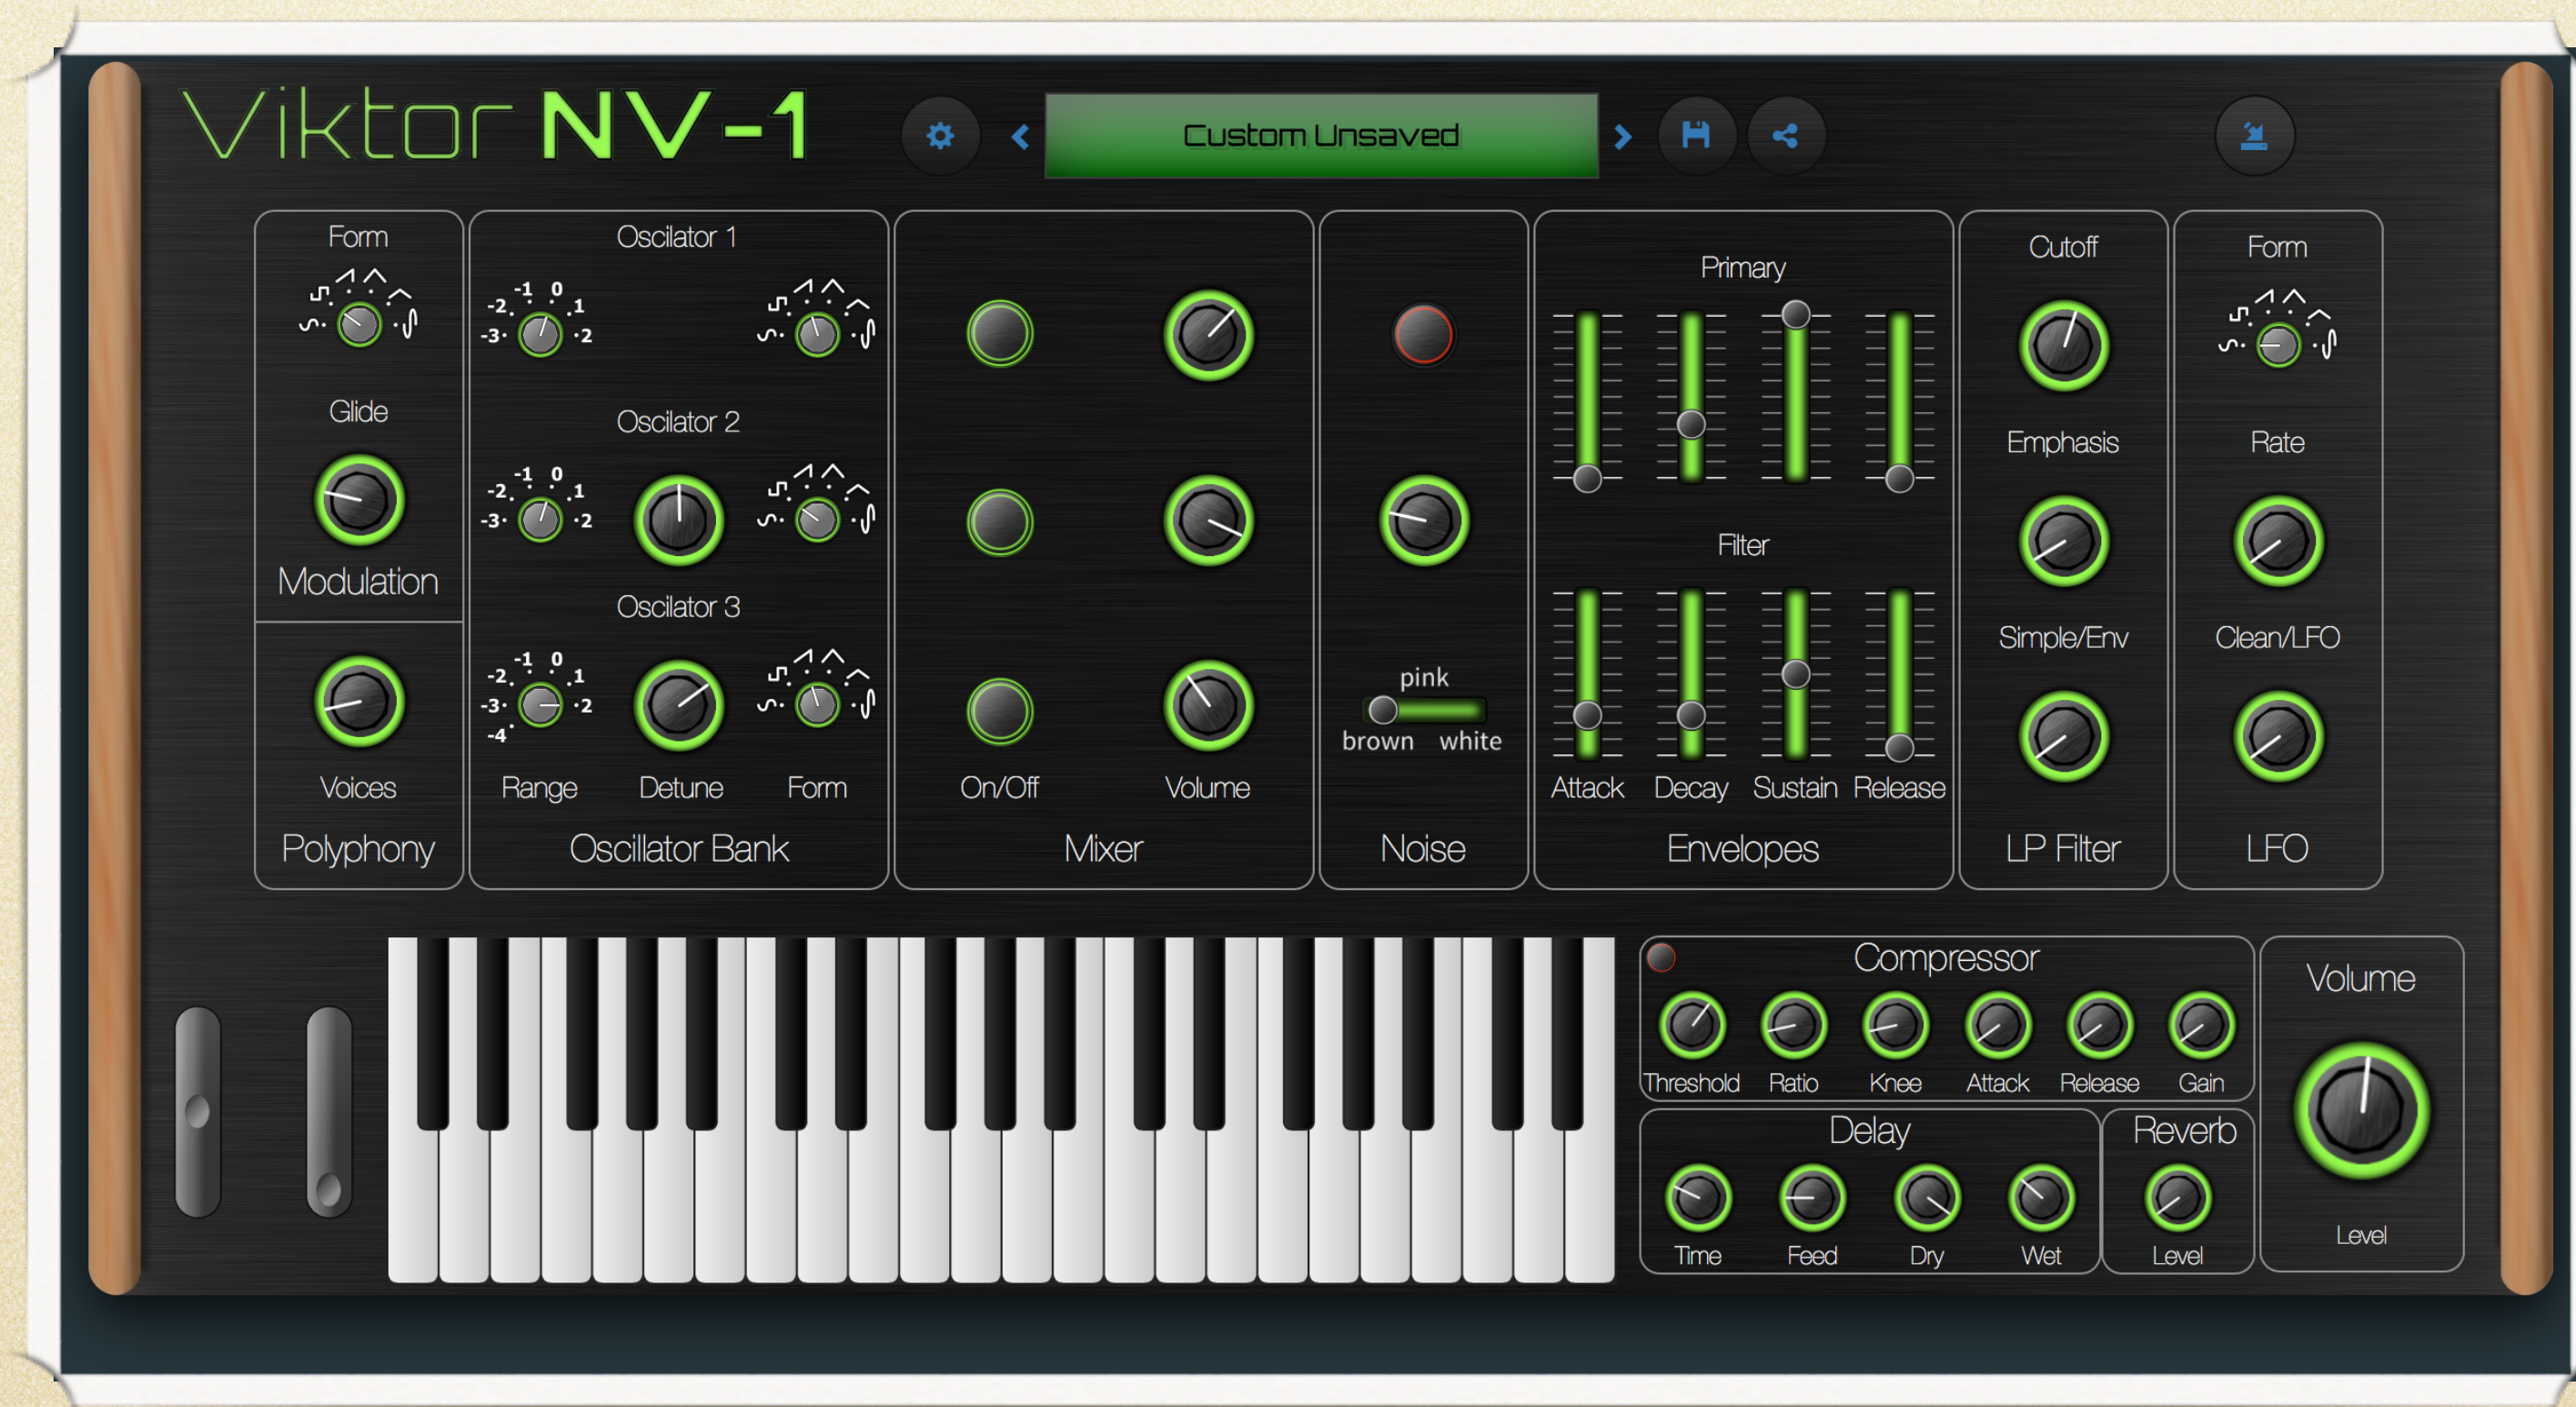 Viktor NV-1
Custom Unsaved
Form
Glide
Modulation
Voices
Polyphony
Oscilator 1
-3 -2 -1 0 1 2
Oscilator 2
-3 -2 -1 0 1 2
Oscilator 3
-4 -3 -2 -1 0 1 2
Range Detune Form
Oscillator Bank
On/Off Volume
Mixer
pink
brown white
Noise
Primary
Filter
Attack Decay Sustain Release
Envelopes
Cutoff
Emphasis
Simple/Env
LP Filter
Form
Rate
Clean/LFO
LFO
Compressor
Threshold Ratio Knee Attack Release Gain
Delay
Time Feed Dry Wet
Reverb
Level
Volume
Level